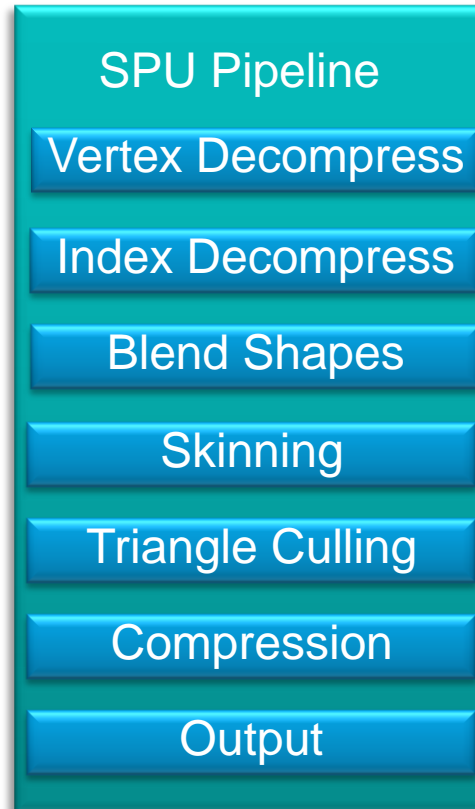 SPU Pipeline
Vertex Decompress
Index Decompress
Blend Shapes
Skinning
Triangle Culling
Compression
Output